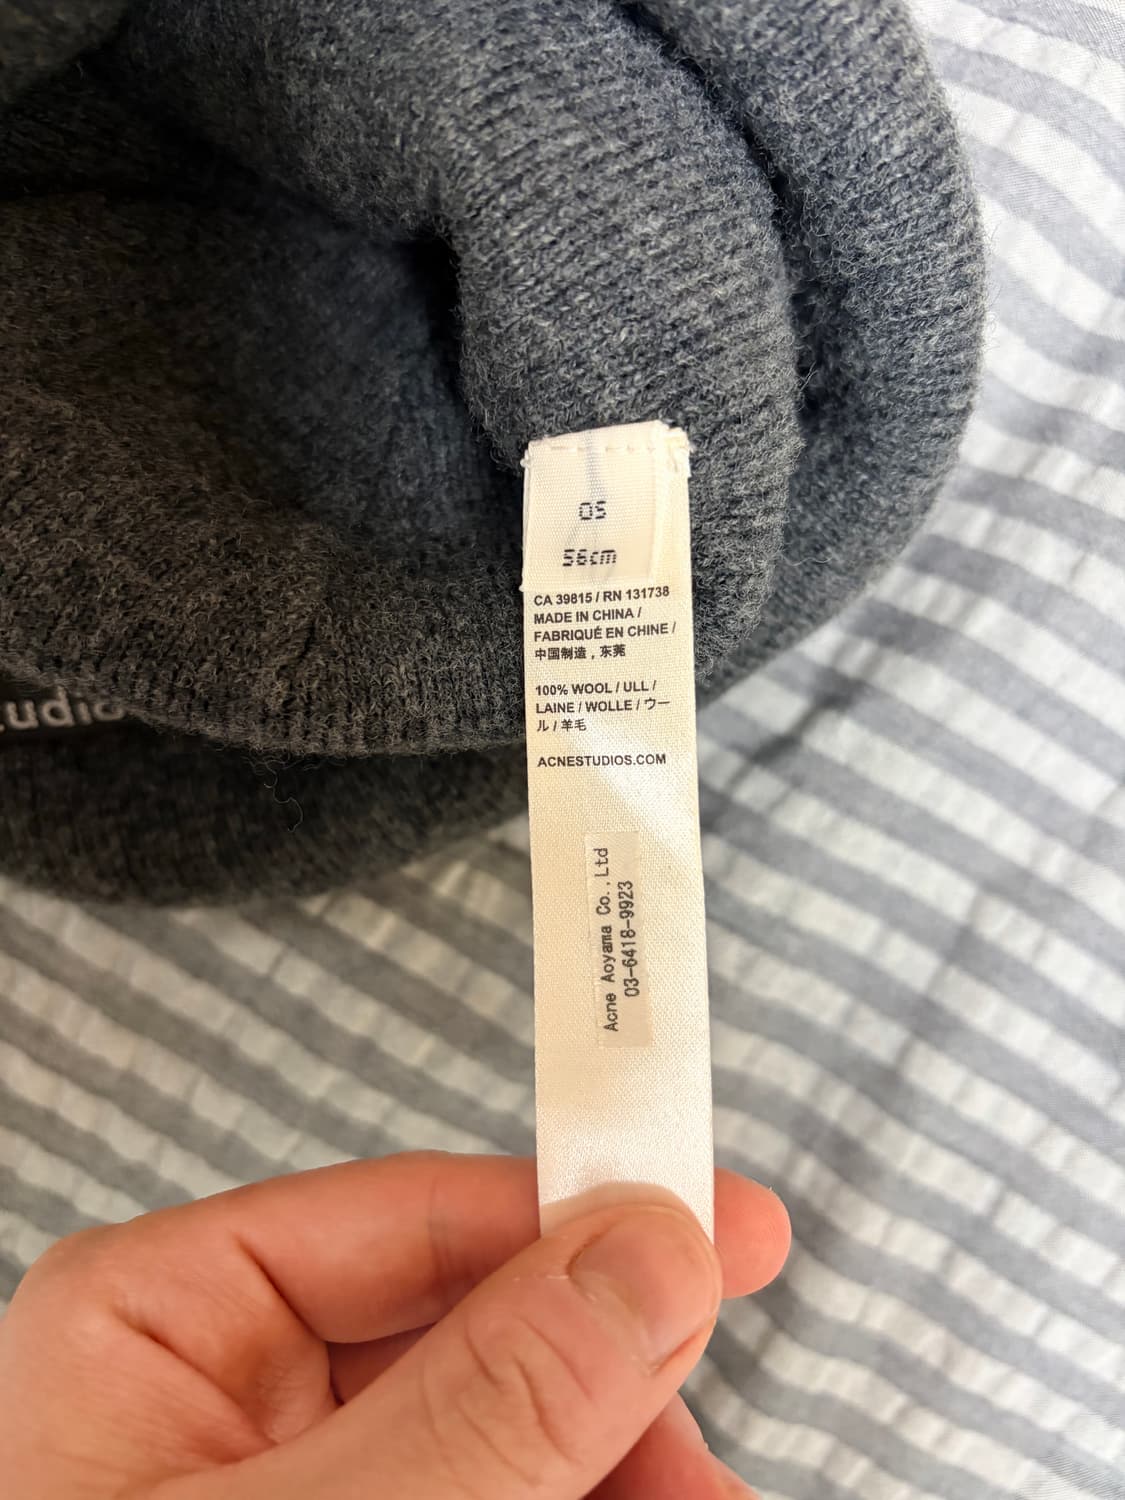 OS
56cm
CA 39815 / RN 131738
MADE IN CHINA /
FABRIQUÉ EN CHINE /
中国制造，东莞
100% WOOL / ULL /
LAINE / WOLLE / ウー
ル / 羊毛
ACNESTUDIOS.COM
Acne Aoyama Co.,Ltd
03-6418-9923
tudio